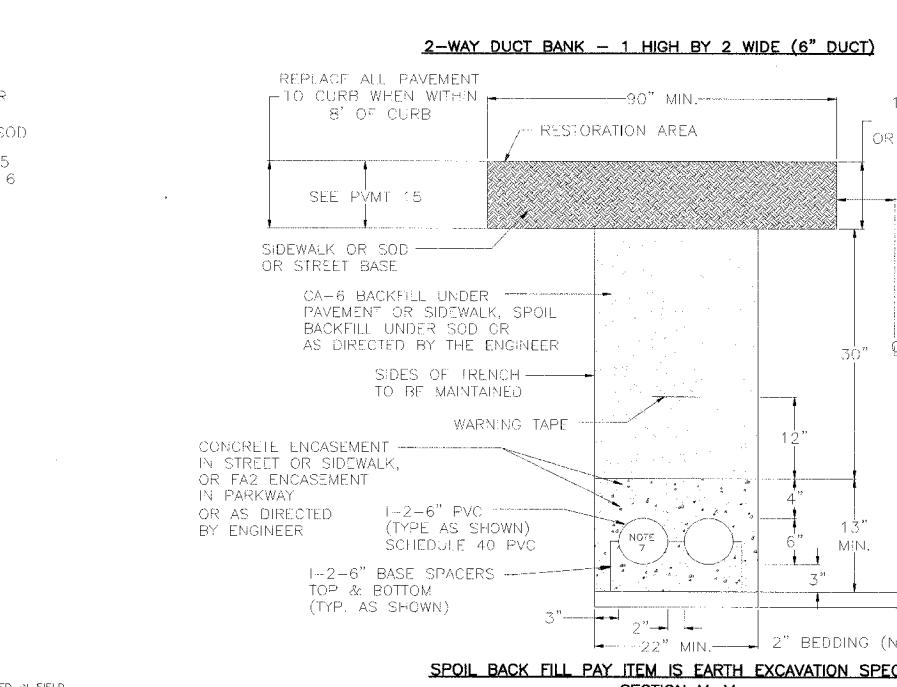 2-WAY DUCT BANK - 1 HIGH BY 2 WIDE (6" DUCT)
REPLACE ALL PAVEMENT
TO CURB WHEN WITHIN
8' OF CURB
90" MIN.
RESTORATION AREA
R
SOD
5
6
1
OR
SEE PVMT 15
SIDEWALK OR SOD
OR STREET BASE
CA-6 BACKFILL UNDER
PAVEMENT OR SIDEWALK, SPOIL
BACKFILL UNDER SOD OR
AS DIRECTED BY THE ENGINEER
30"
SIDES OF TRENCH
TO BE MAINTAINED
WARNING TAPE
12"
CONCRETE ENCASEMENT
IN STREET OR SIDEWALK,
OR FA2 ENCASEMENT
IN PARKWAY
OR AS DIRECTED
BY ENGINEER
1-2-6" PVC
(TYPE AS SHOWN)
SCHEDULE 40 PVC
NOTE
7
4"
6"
13"
MIN.
3"
1-2-6" BASE SPACERS
TOP & BOTTOM
(TYP. AS SHOWN)
3"
2"
22" MIN.
2" BEDDING (N
SPOIL BACK FILL PAY ITEM IS EARTH EXCAVATION SPEC